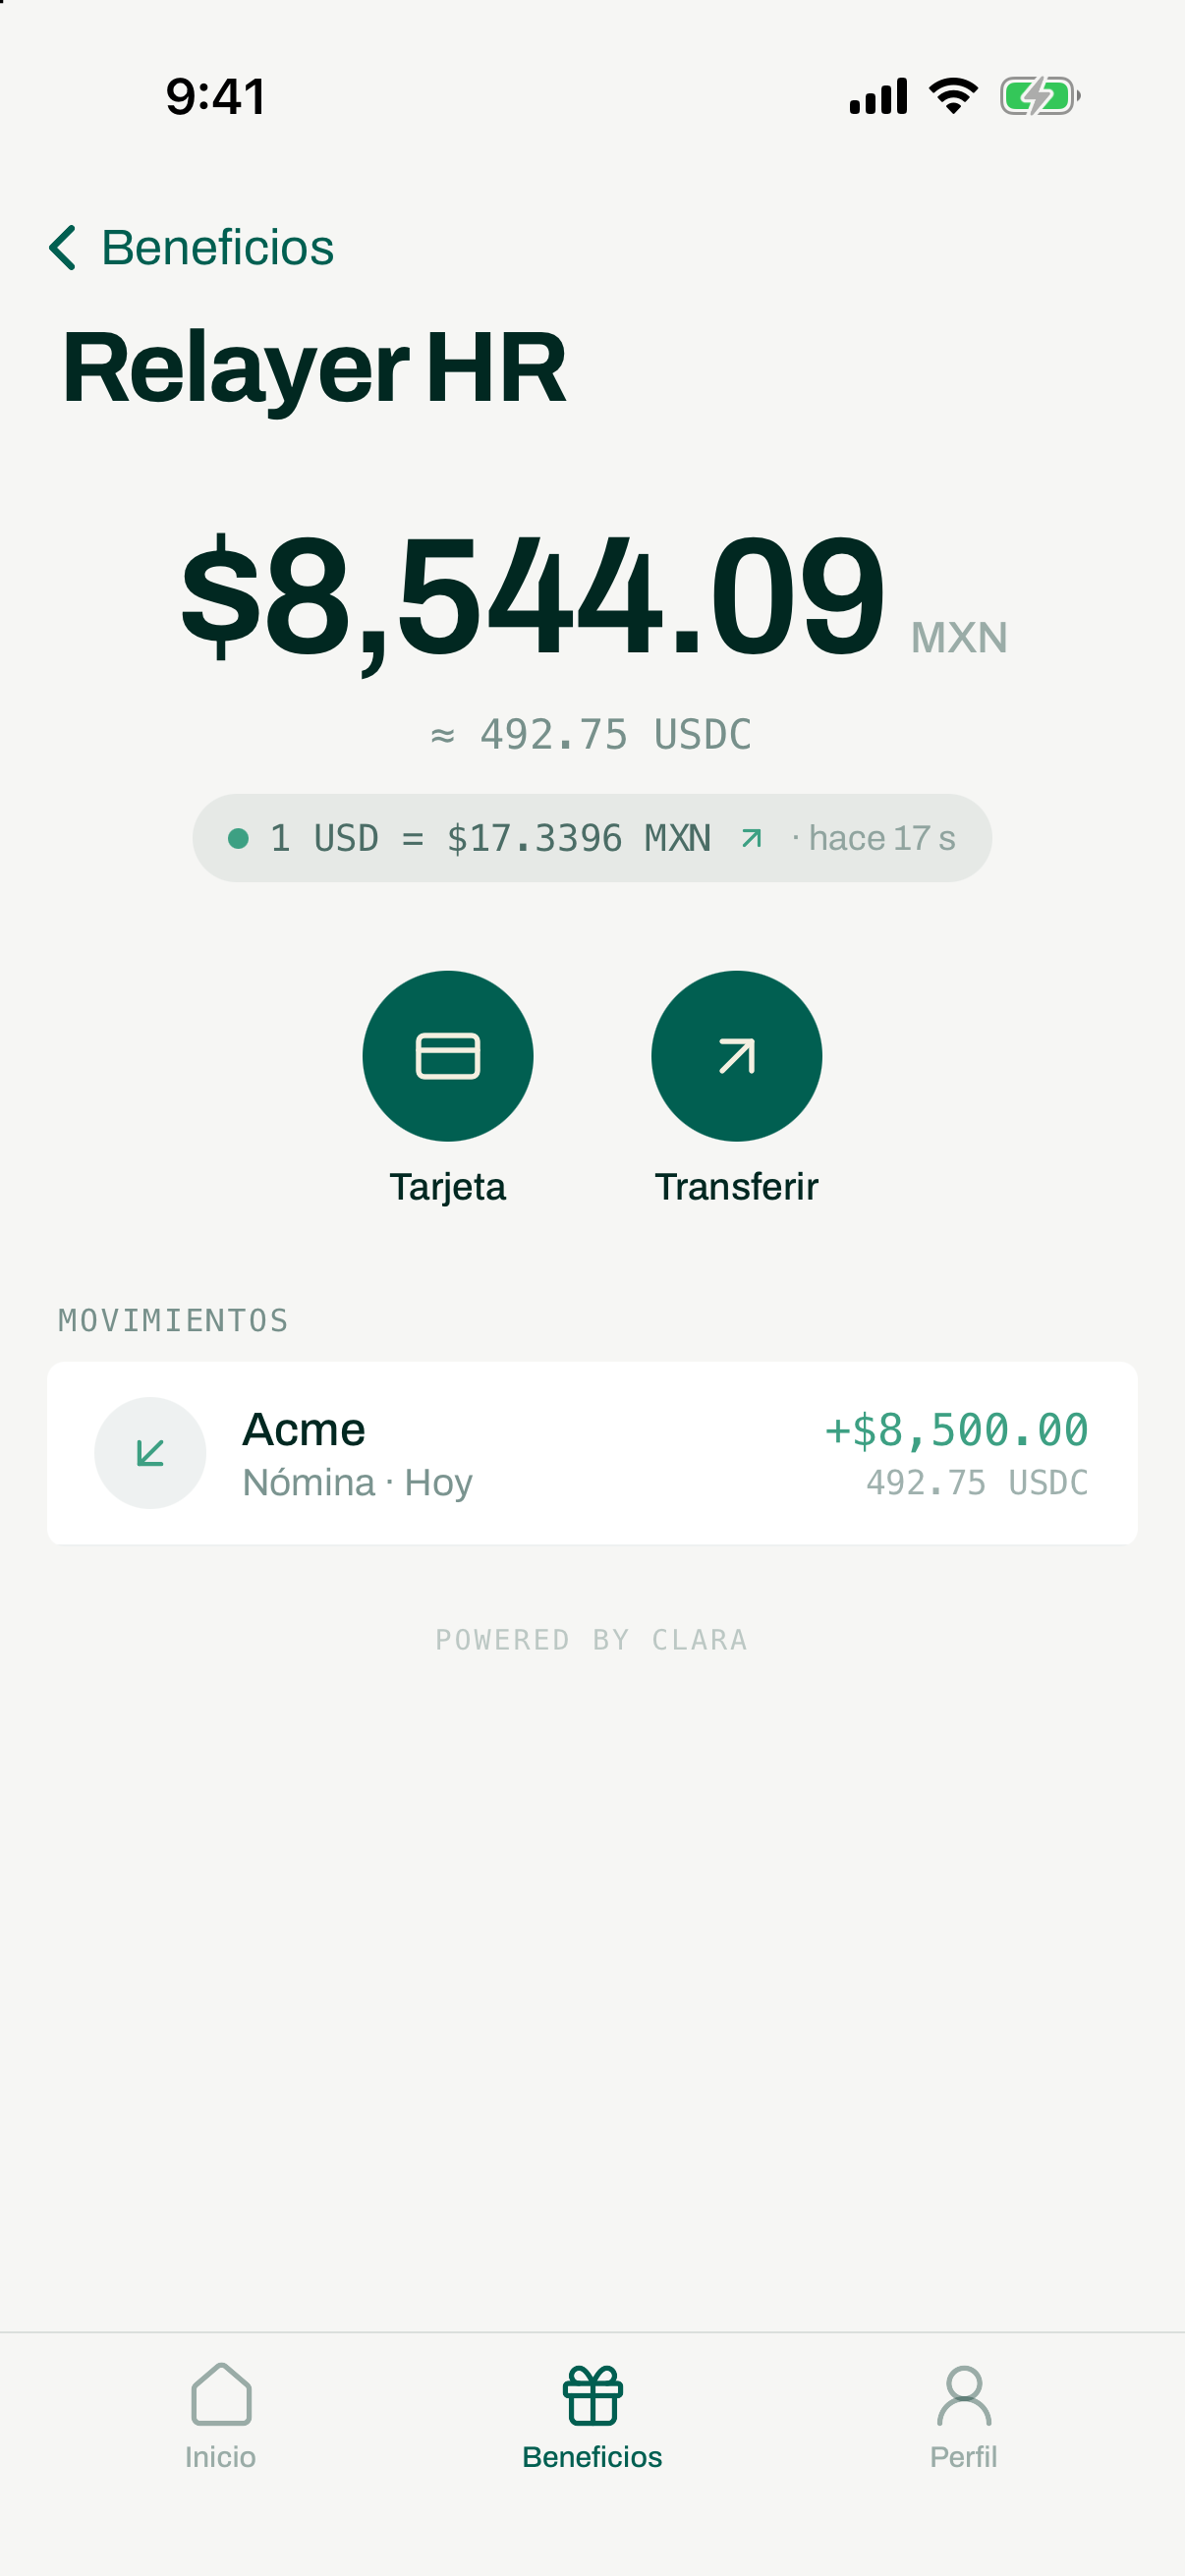 9:41
Beneficios
Relayer HR
$8,544.09 MXN
≈ 492.75 USDC
1 USD = $17.3396 MXN · hace 17 s
Tarjeta Transferir
MOVIMIENTOS
Acme +$8,500.00
Nómina · Hoy 492.75 USDC
POWERED BY CLARA
Inicio Beneficios Perfil